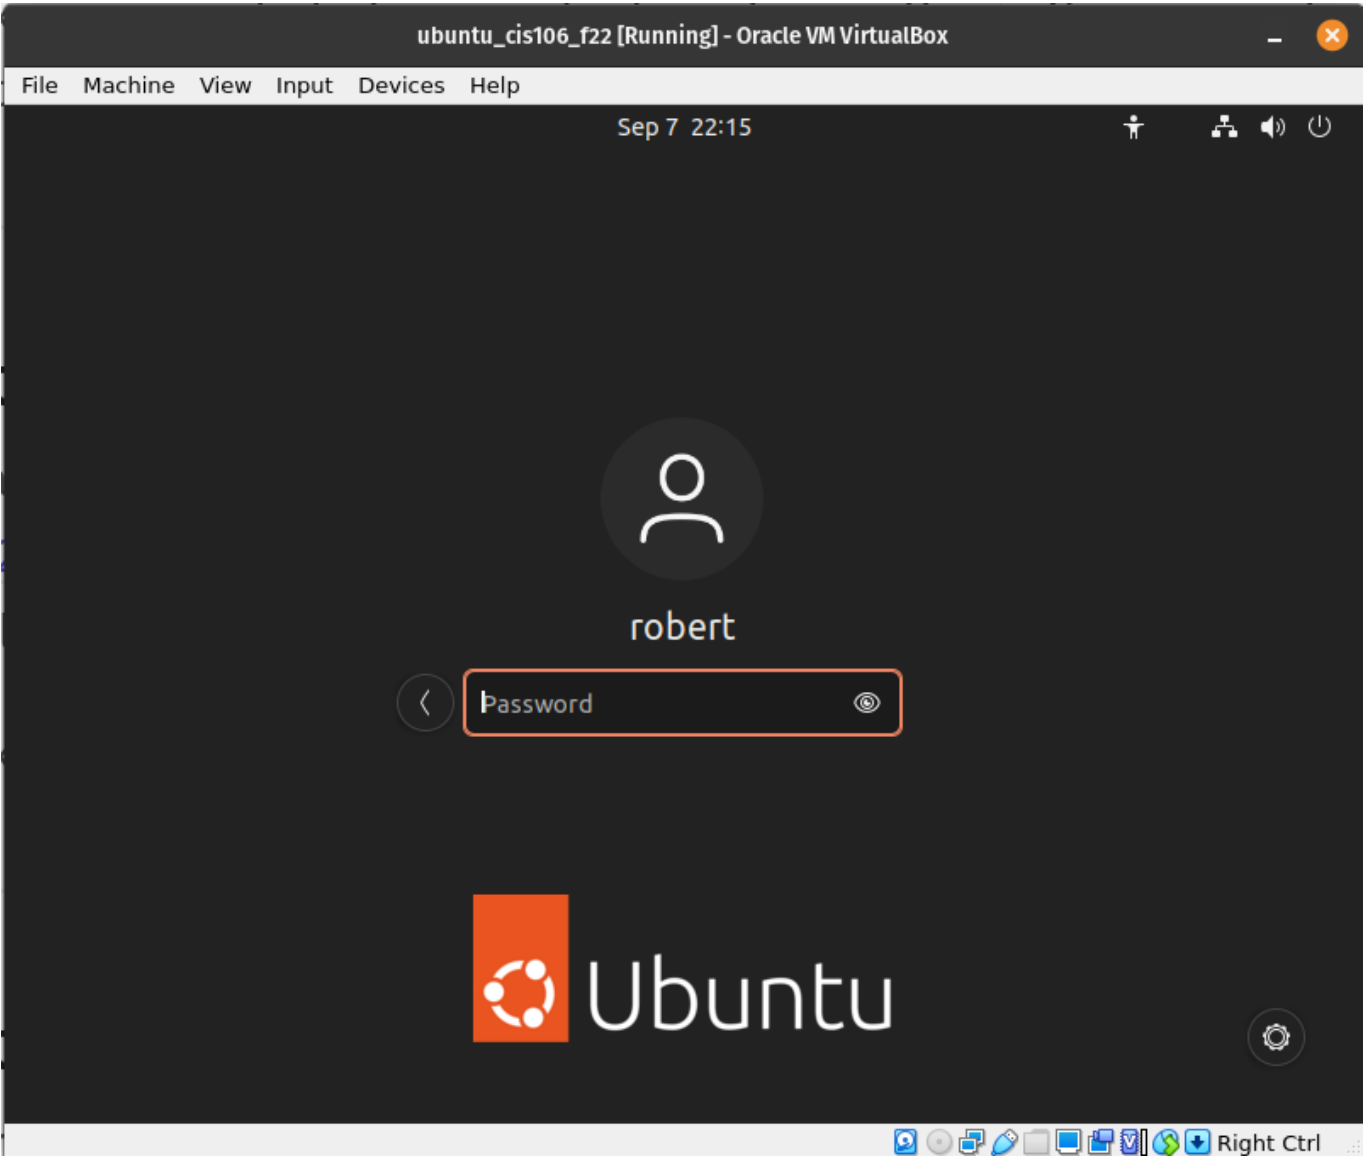 ubuntu_cis106_f22 [Running] - Oracle VM VirtualBox
File Machine View Input Devices Help
Sep 7 22:15
robert
Password
Ubuntu
Right Ctrl